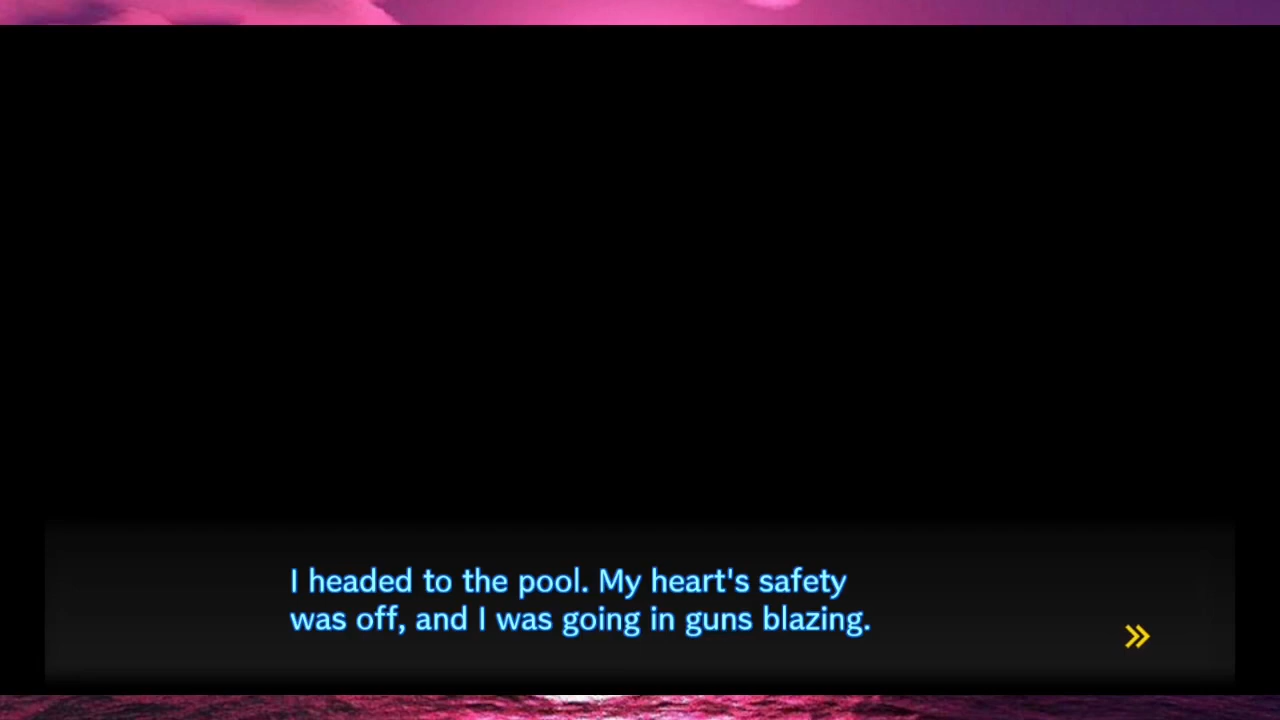 I headed to the pool. My heart's safety
was off, and I was going in guns blazing.